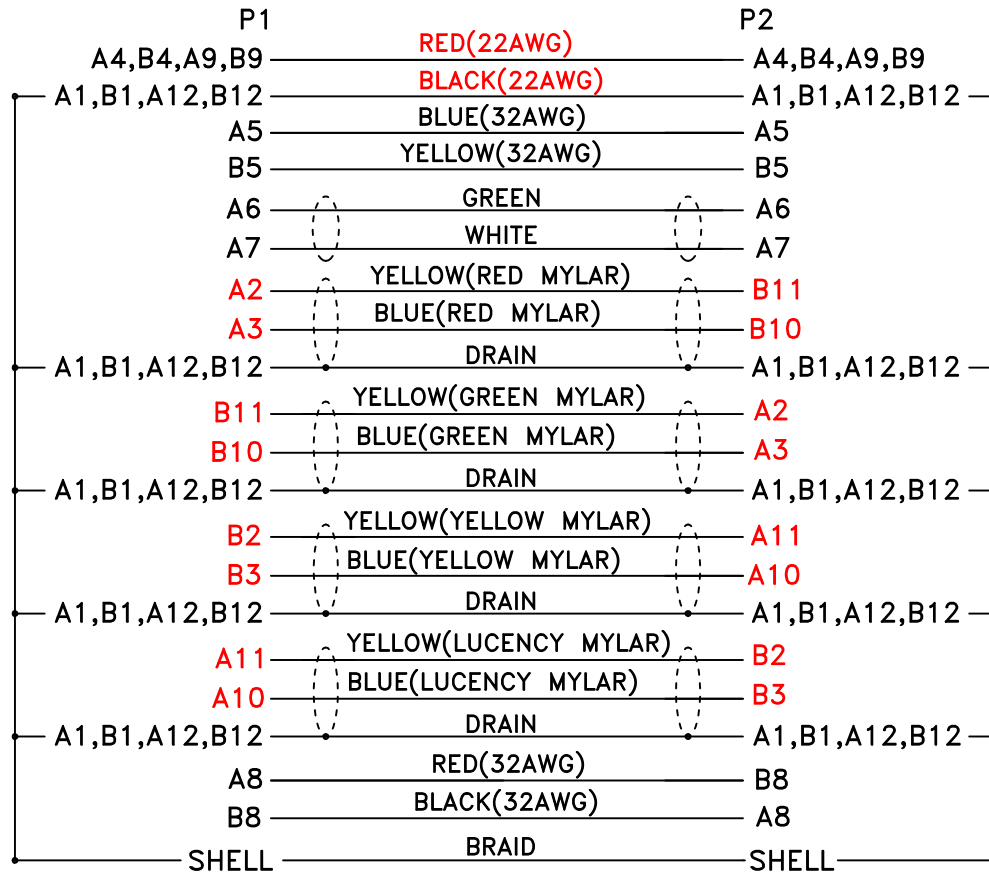 P1 P2
A4,B4,A9,B9 RED(22AWG) A4,B4,A9,B9
A1,B1,A12,B12 BLACK(22AWG) A1,B1,A12,B12
A5 BLUE(32AWG) A5
B5 YELLOW(32AWG) B5
A6 GREEN A6
A7 WHITE A7
A2 YELLOW(RED MYLAR) B11
A3 BLUE(RED MYLAR) B10
A1,B1,A12,B12 DRAIN A1,B1,A12,B12
B11 YELLOW(GREEN MYLAR) A2
B10 BLUE(GREEN MYLAR) A3
A1,B1,A12,B12 DRAIN A1,B1,A12,B12
B2 YELLOW(YELLOW MYLAR) A11
B3 BLUE(YELLOW MYLAR) A10
A1,B1,A12,B12 DRAIN A1,B1,A12,B12
A11 YELLOW(LUCENCY MYLAR) B2
A10 BLUE(LUCENCY MYLAR) B3
A1,B1,A12,B12 DRAIN A1,B1,A12,B12
A8 RED(32AWG) B8
B8 BLACK(32AWG) A8
SHELL BRAID SHELL